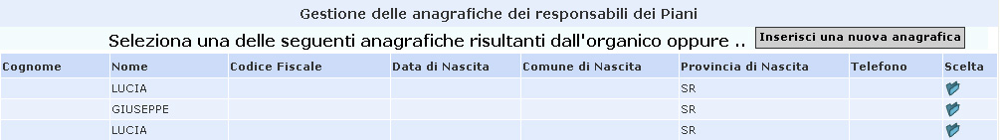 Gestione delle anagrafiche dei responsabili dei Piani
Seleziona una delle seguenti anagrafiche risultanti dall'organico oppure .. Inserisci una nuova anagrafica
Cognome Nome Codice Fiscale Data di Nascita Comune di Nascita Provincia di Nascita Telefono Scelta
LUCIA SR
GIUSEPPE SR
LUCIA SR